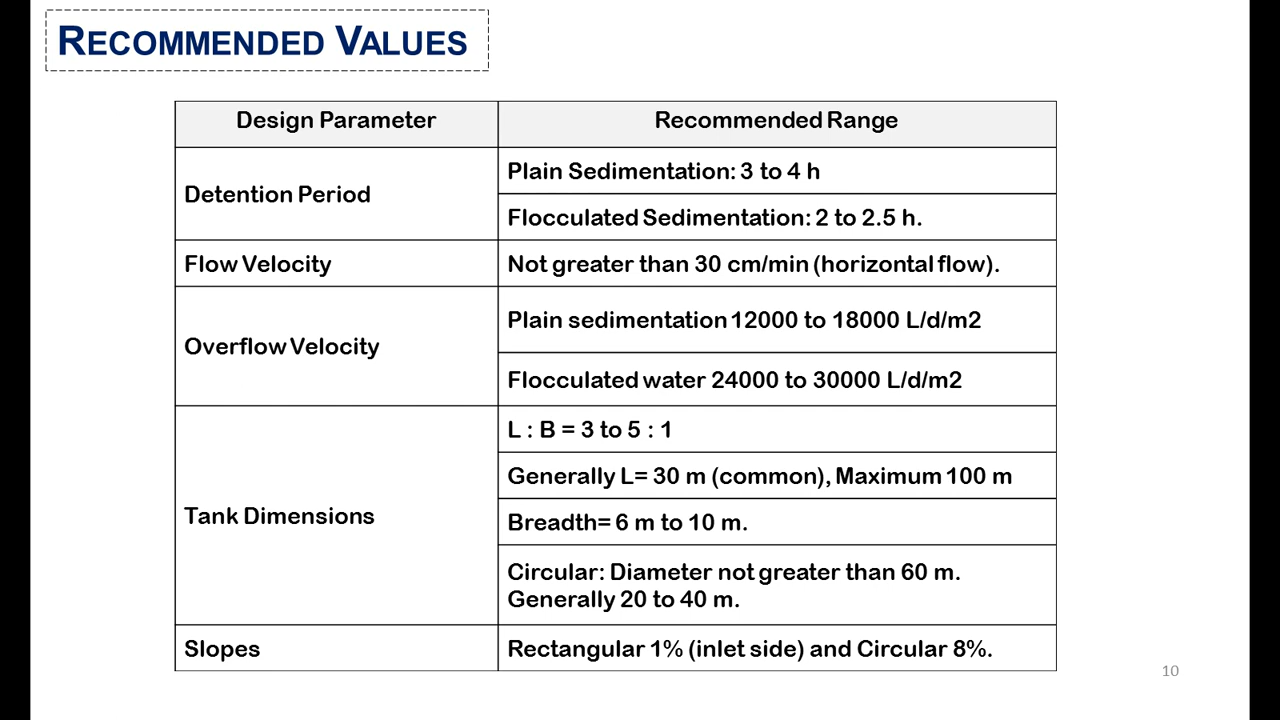 RECOMMENDED VALUES
Design Parameter
Recommended Range
Detention Period
Plain Sedimentation: 3 to 4 h
Flocculated Sedimentation: 2 to 2.5 h.
Flow Velocity
Not greater than 30 cm/min (horizontal flow).
Overflow Velocity
Plain sedimentation 12000 to 18000 L/d/m2
Flocculated water 24000 to 30000 L/d/m2
Tank Dimensions
L : B = 3 to 5 : 1
Generally L= 30 m (common), Maximum 100 m
Breadth= 6 m to 10 m.
Circular: Diameter not greater than 60 m.
Generally 20 to 40 m.
Slopes
Rectangular 1% (inlet side) and Circular 8%.
10